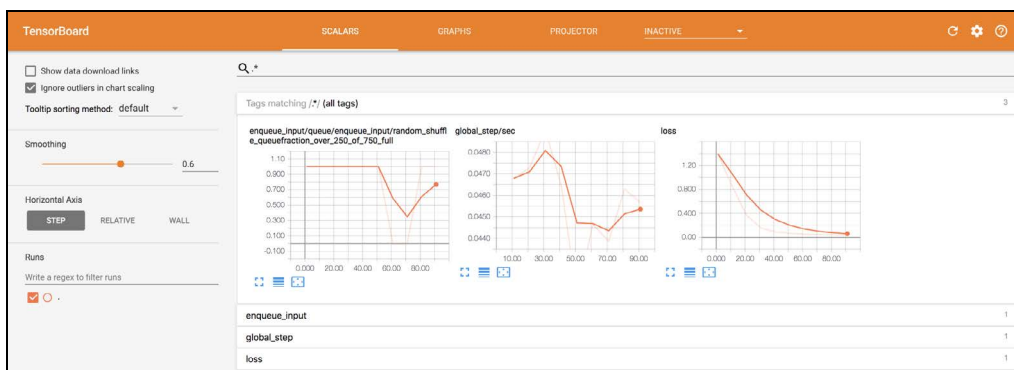 TensorBoard
SCALARS
GRAPHS
PROJECTOR
INACTIVE
Show data download links
Ignore outliers in chart scaling
Tooltip sorting method: default
Smoothing
0.6
Horizontal Axis
STEP RELATIVE WALL
Runs
Write a regex to filter runs
.
.*
Tags matching /.*/ (all tags)
3
enqueue_input/queue/enqueue_input/random_shuffl
e_queuefraction_over_250_of_750_full
1.10
0.900
0.700
0.500
0.300
0.100
-0.100
0.000 20.00 40.00 60.00 80.00
global_step/sec
0.0480
0.0470
0.0460
0.0450
0.0440
10.00 30.00 50.00 70.00 90.00
loss
1.20
0.800
0.400
0.00
0.000 20.00 40.00 60.00 80.00
enqueue_input
1
global_step
1
loss
1